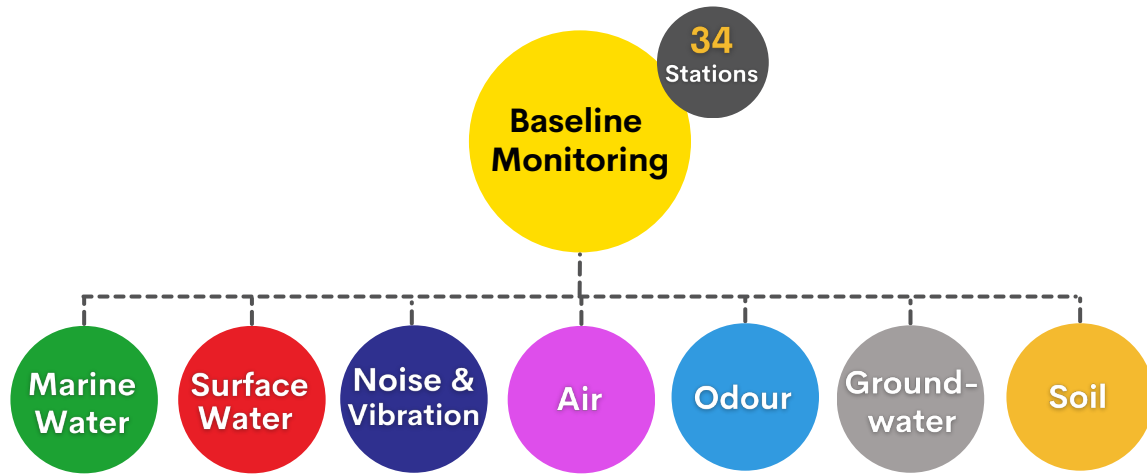 34
Stations
Baseline
Monitoring
Marine
Water
Surface
Water
Noise &
Vibration
Air
Odour
Ground-
water
Soil